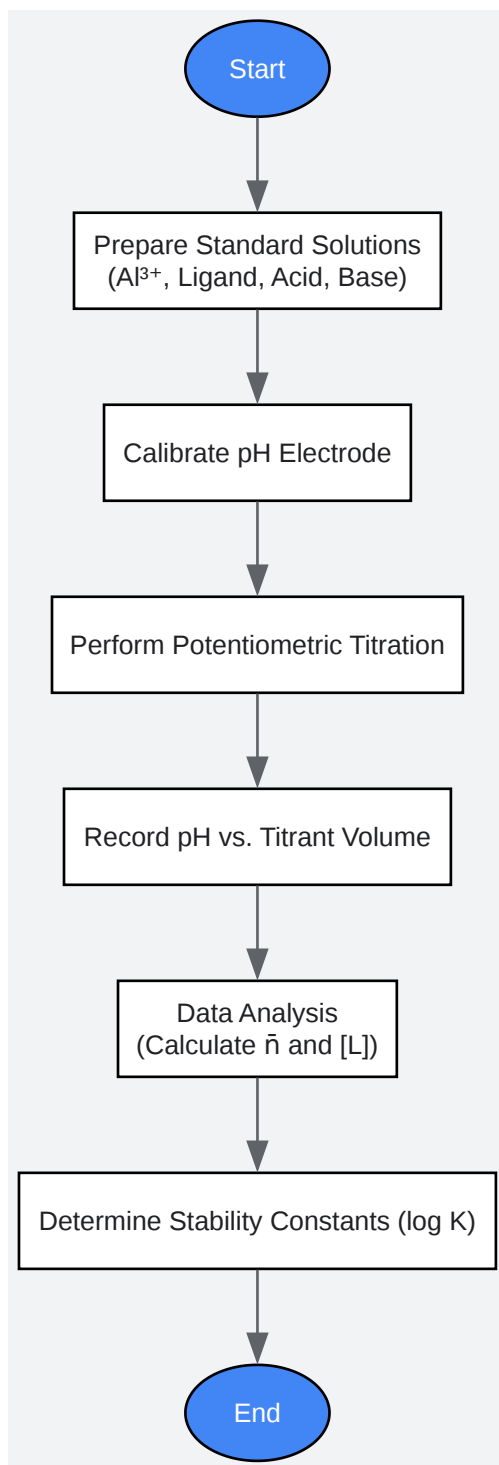 Start
Prepare Standard Solutions
(Al³⁺, Ligand, Acid, Base)
Calibrate pH Electrode
Perform Potentiometric Titration
Record pH vs. Titrant Volume
Data Analysis
(Calculate n̄ and [L])
Determine Stability Constants (log K)
End